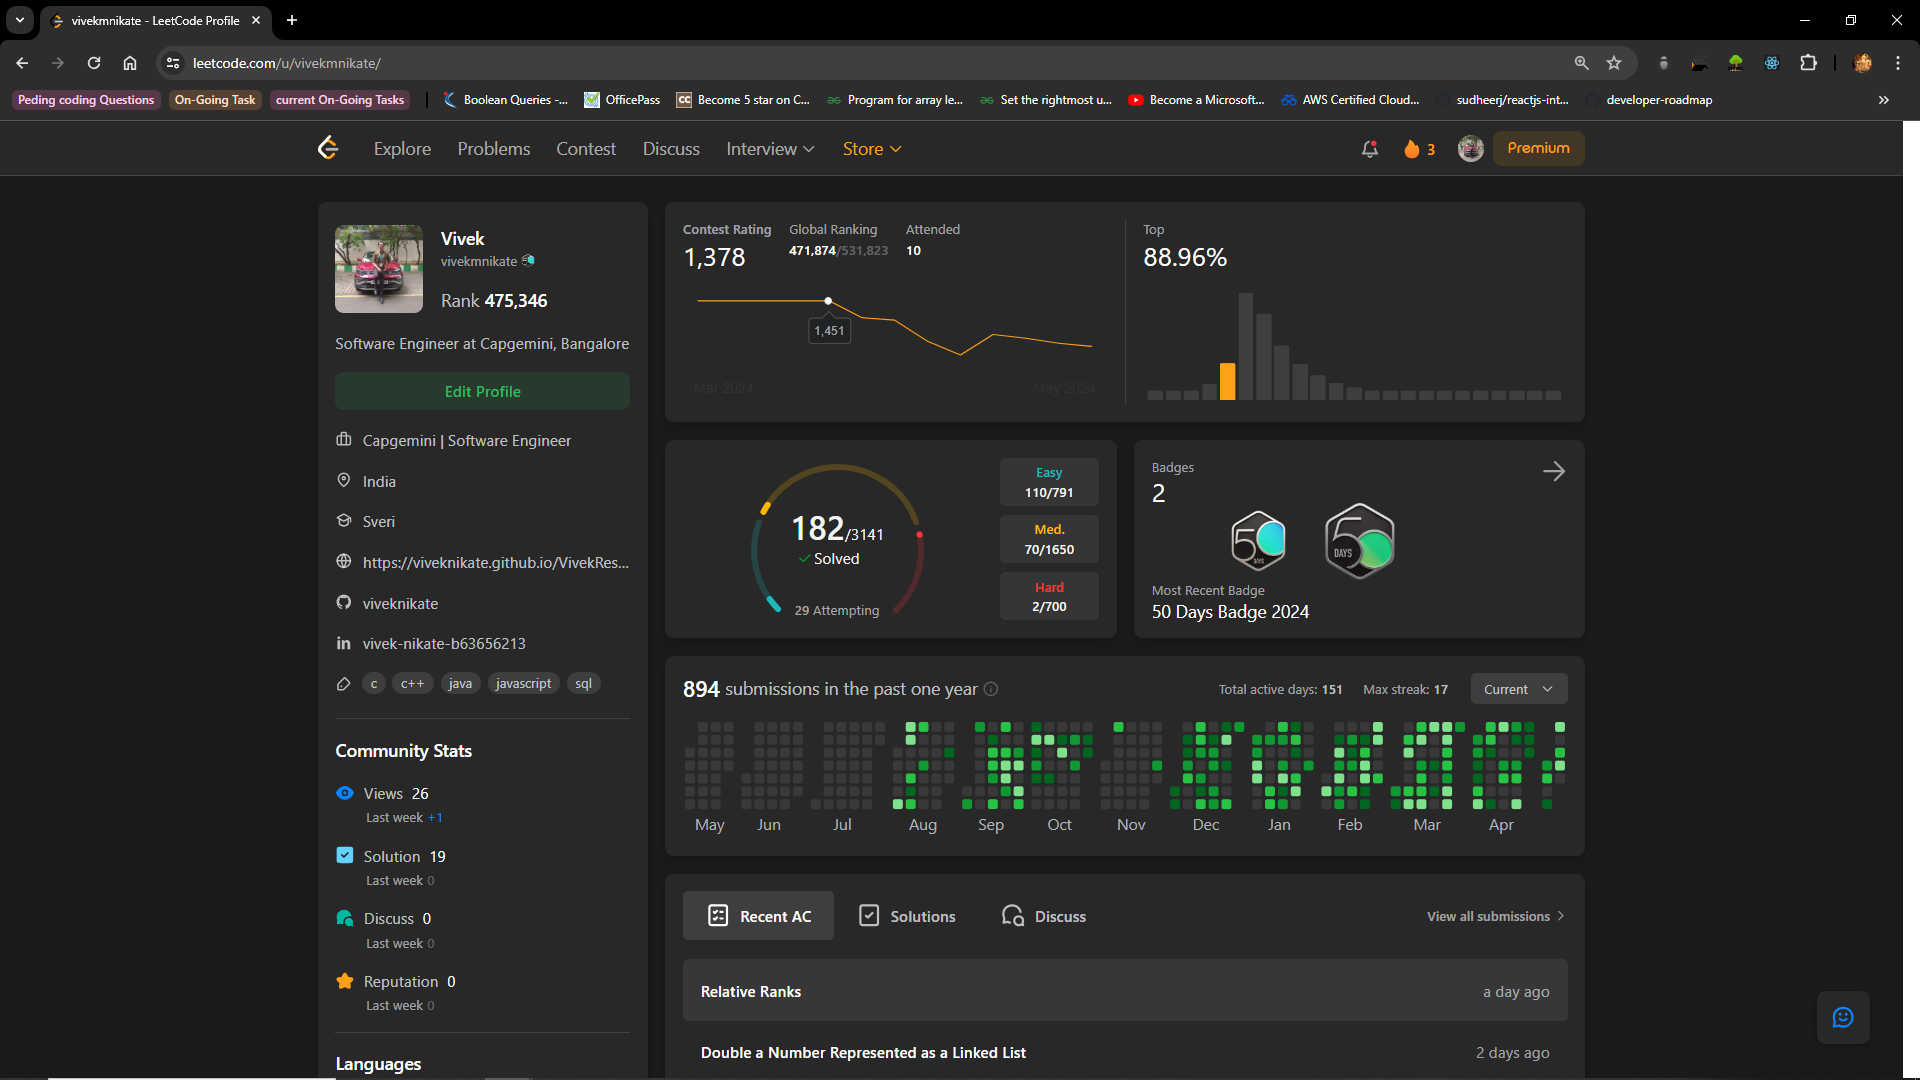 vivekmnikate - LeetCode Profile
leetcode.com/u/vivekmnikate/
Peding coding Questions
On-Going Task
current On-Going Tasks
Boolean Queries -...
OfficePass
CC
Become 5 star on C...
Program for array le...
Set the rightmost u...
Become a Microsoft...
AWS Certified Cloud...
sudheerj/reactjs-int...
developer-roadmap
Explore
Problems
Contest
Discuss
Interview
Store
3
Premium
Vivek
vivekmnikate
Rank 475,346
Software Engineer at Capgemini, Bangalore
Edit Profile
Capgemini | Software Engineer
India
Sveri
https://viveknikate.github.io/VivekRes...
viveknikate
vivek-nikate-b63656213
c
c++
java
javascript
sql
Community Stats
Views 26
Last week +1
Solution 19
Last week 0
Discuss 0
Last week 0
Reputation 0
Last week 0
Languages
Contest Rating
1,378
Global Ranking
471,874/531,823
Attended
10
1,451
Mar 2024
May 2024
Top
88.96%
182/3141
Solved
29 Attempting
Easy
110/791
Med.
70/1650
Hard
2/700
Badges
2
50
DAYS
50
DAYS
Most Recent Badge
50 Days Badge 2024
894 submissions in the past one year
Total active days: 151
Max streak: 17
Current
May
Jun
Jul
Aug
Sep
Oct
Nov
Dec
Jan
Feb
Mar
Apr
Recent AC
Solutions
Discuss
View all submissions
Relative Ranks
a day ago
Double a Number Represented as a Linked List
2 days ago